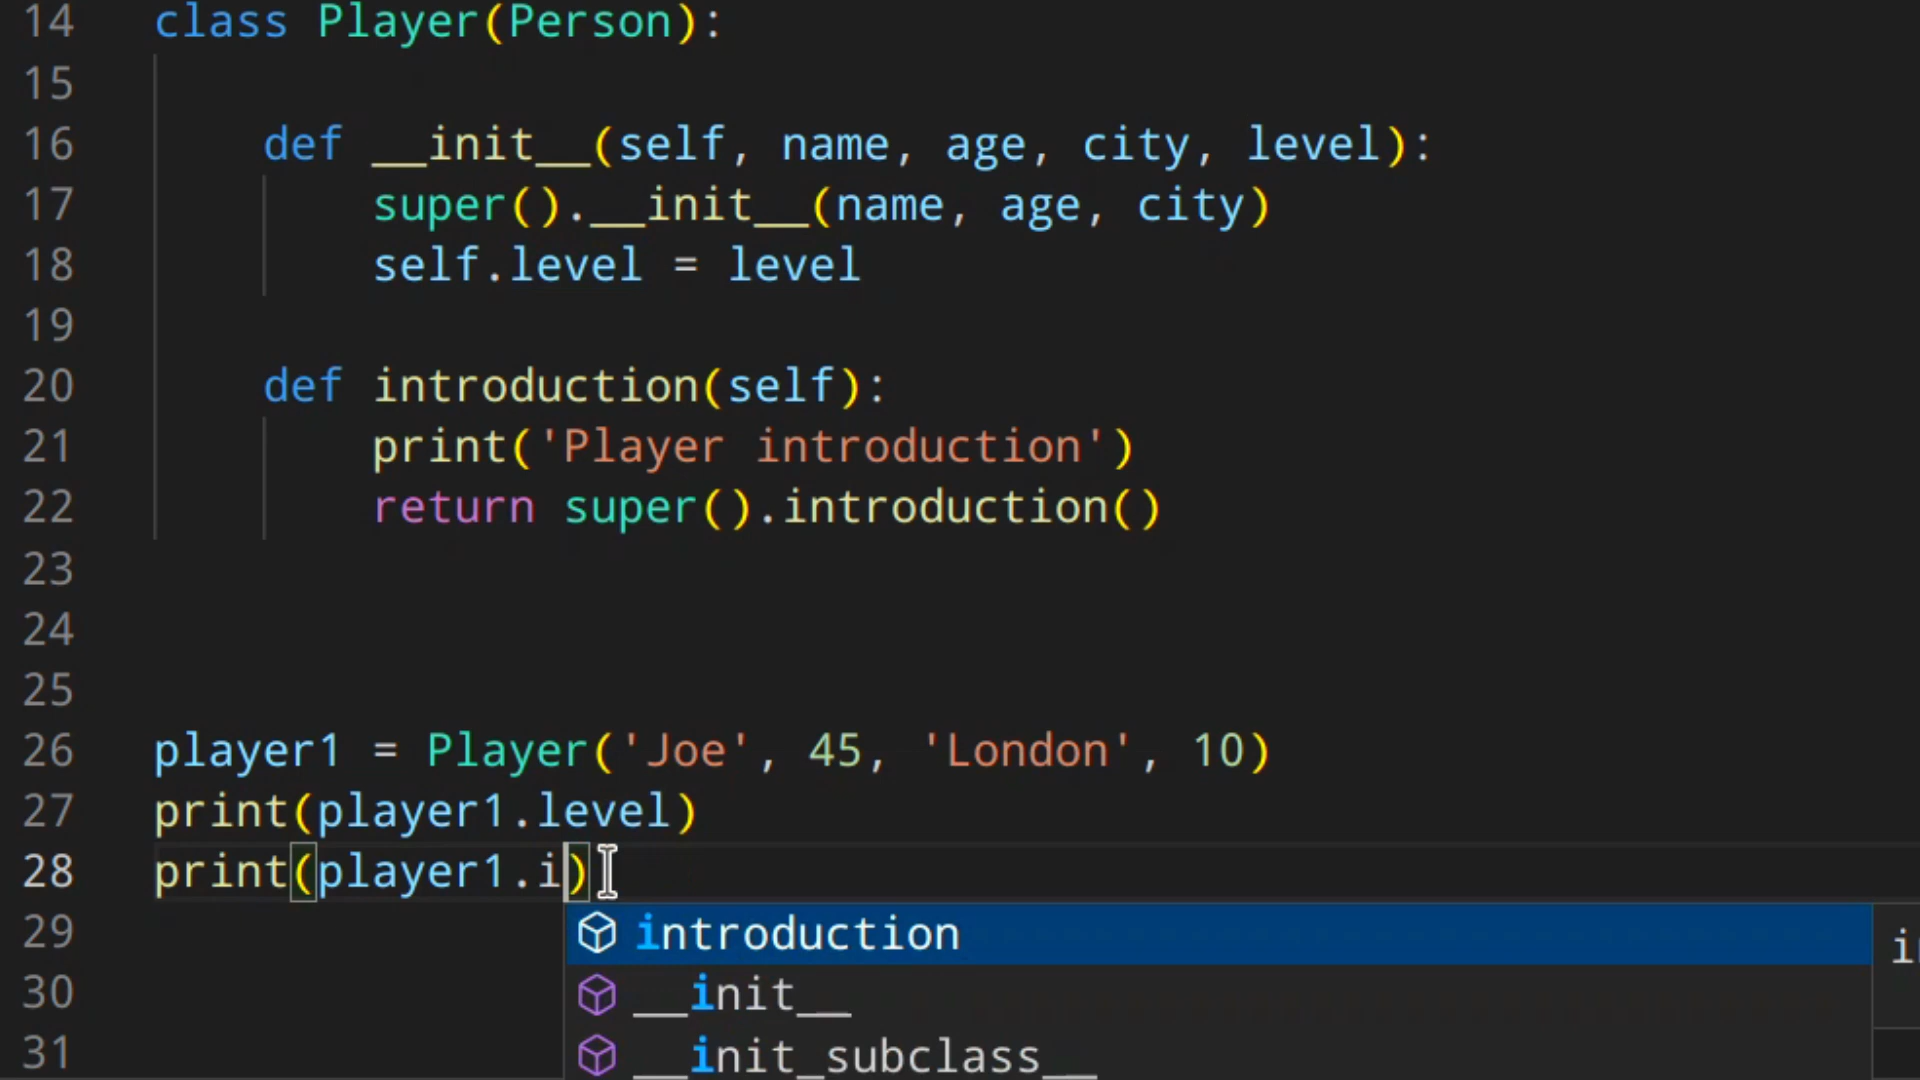 14 class Player(Person):
15
16 def __init__(self, name, age, city, level):
17 super().__init__(name, age, city)
18 self.level = level
19
20 def introduction(self):
21 print('Player introduction')
22 return super().introduction()
23
24
25
26 player1 = Player('Joe', 45, 'London', 10)
27 print(player1.level)
28 print(player1.i)
29 introduction
30 __init__
31 __init_subclass__